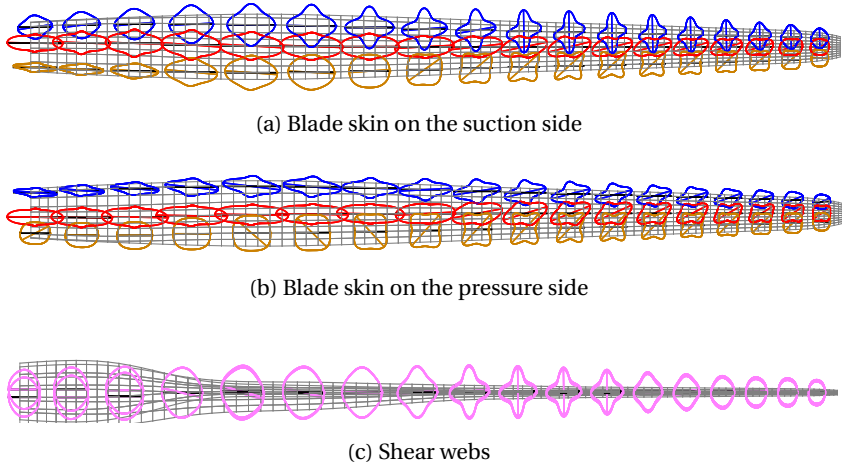 (a) Blade skin on the suction side
(b) Blade skin on the pressure side
(c) Shear webs